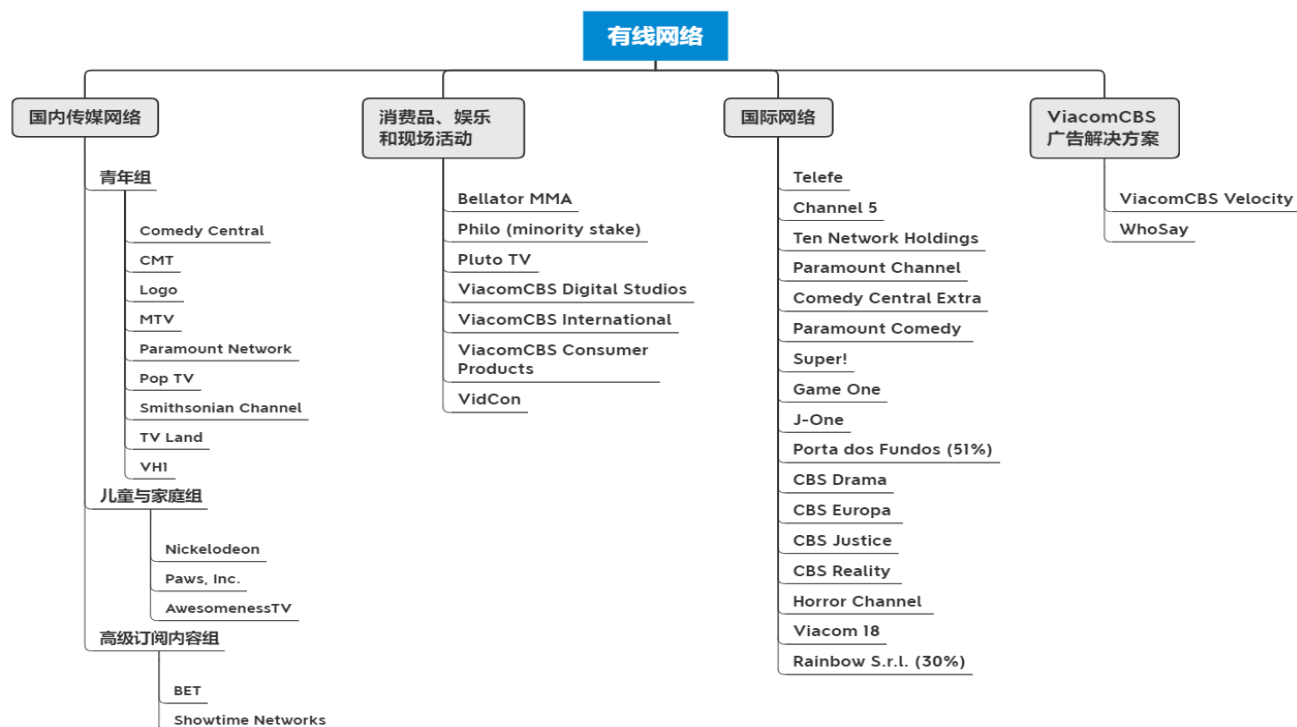 有线网络
国内传媒网络
青年组
Comedy Central
CMT
Logo
MTV
Paramount Network
Pop TV
Smithsonian Channel
TV Land
VH1
儿童与家庭组
Nickelodeon
Paws, Inc.
AwesomenessTV
高级订阅内容组
BET
Showtime Networks
消费品、娱乐
和现场活动
Bellator MMA
Philo (minority stake)
Pluto TV
ViacomCBS Digital Studios
ViacomCBS International
ViacomCBS Consumer
Products
VidCon
国际网络
Telefe
Channel 5
Ten Network Holdings
Paramount Channel
Comedy Central Extra
Paramount Comedy
Super!
Game One
J-One
Porta dos Fundos (51%)
CBS Drama
CBS Europa
CBS Justice
CBS Reality
Horror Channel
Viacom 18
Rainbow S.r.l. (30%)
ViacomCBS
广告解决方案
ViacomCBS Velocity
WhoSay